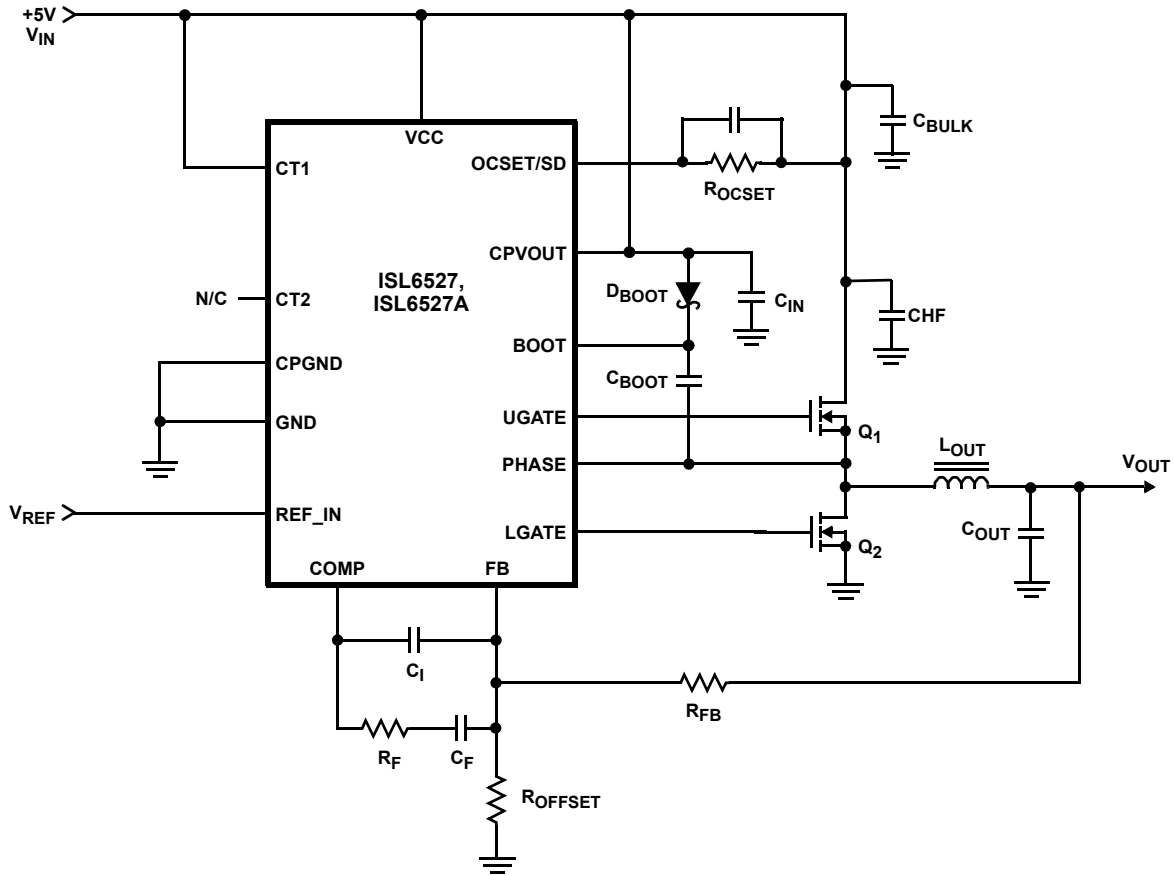 +5V
VIN
VCC
CT1
OCSET/SD
ROCSET
CBULK
CPVOUT
ISL6527,
ISL6527A
DBOOT
CIN
N/C
CT2
CHF
BOOT
CPGND
CBOOT
UGATE
Q1
GND
PHASE
LOUT
VOUT
VREF
REF_IN
LGATE
Q2
COUT
COMP
FB
CI
RFB
RF
CF
ROFFSET